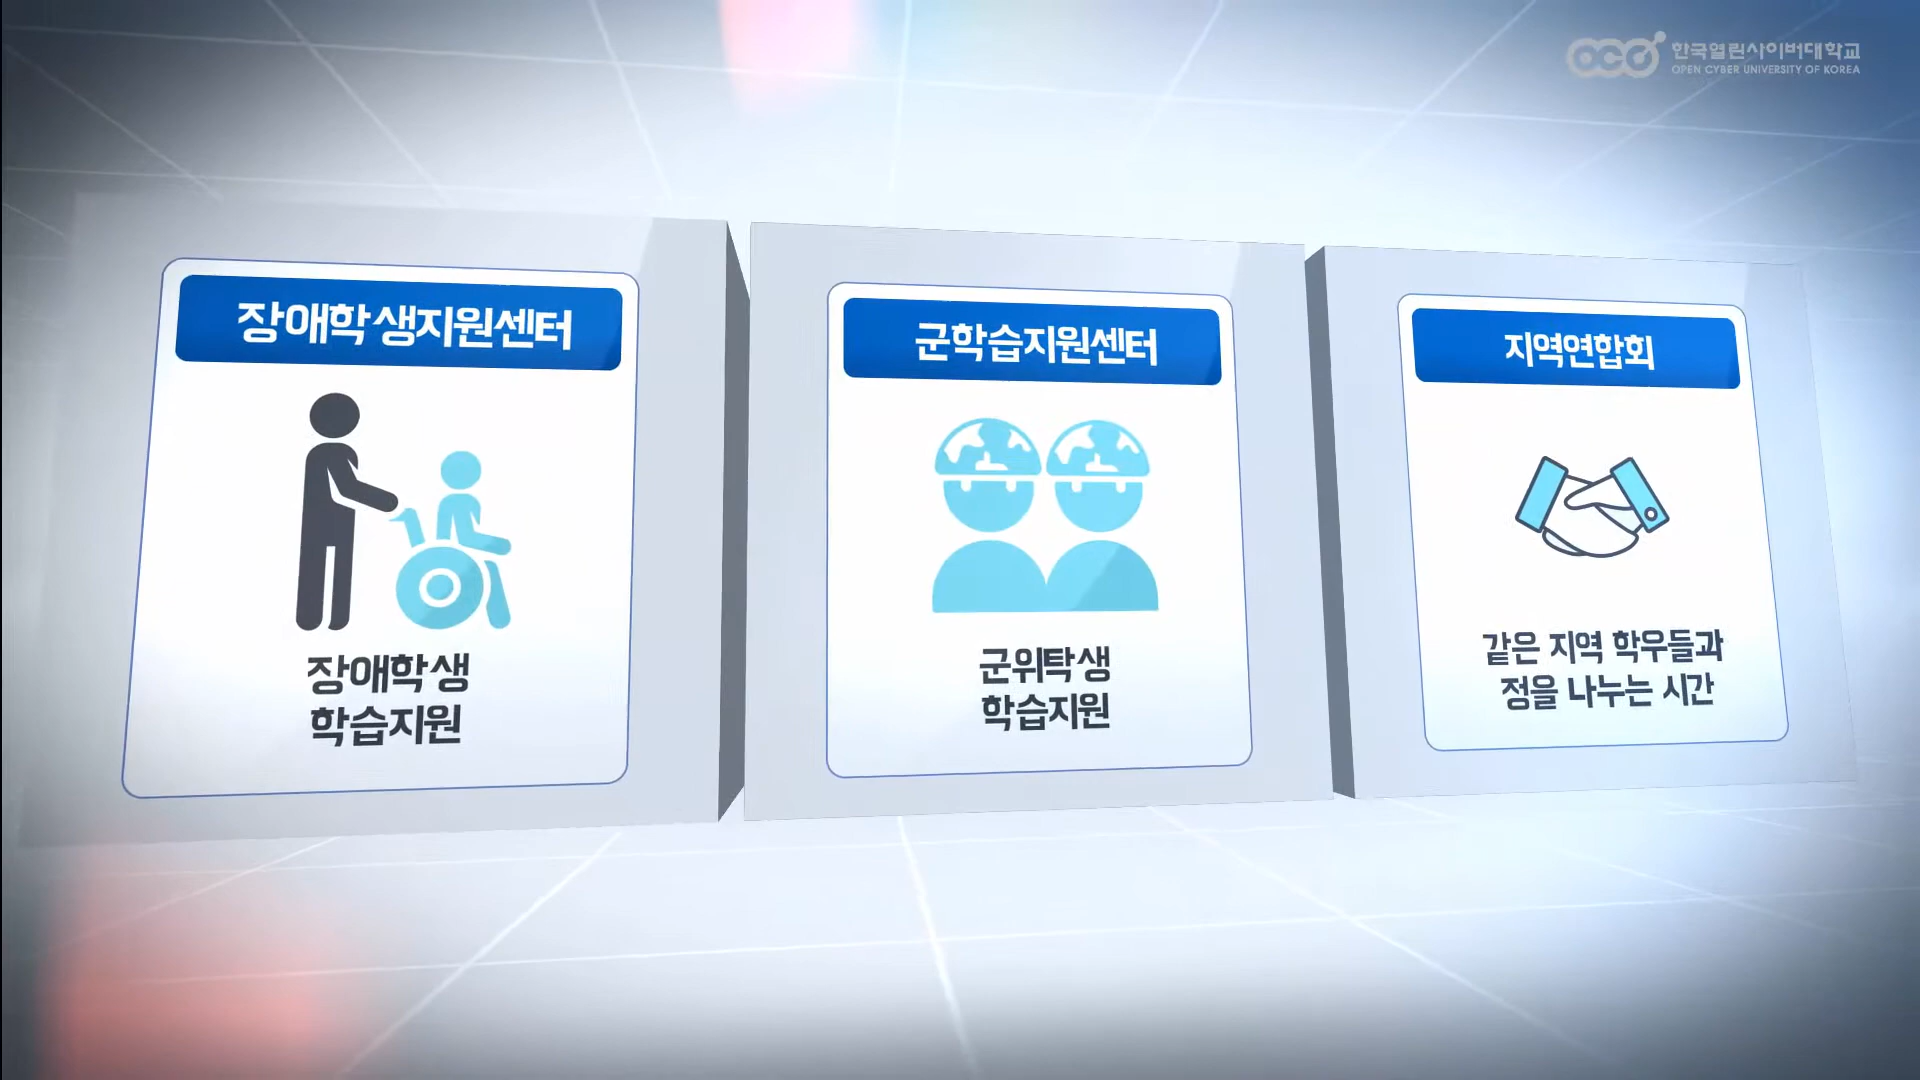 한국열린사이버대학교
OPEN CYBER UNIVERSITY OF KOREA
장애학생지원센터
장애학생
학습지원
군학습지원센터
군위탁생
학습지원
지역연합회
같은 지역 학우들과
정을 나누는 시간